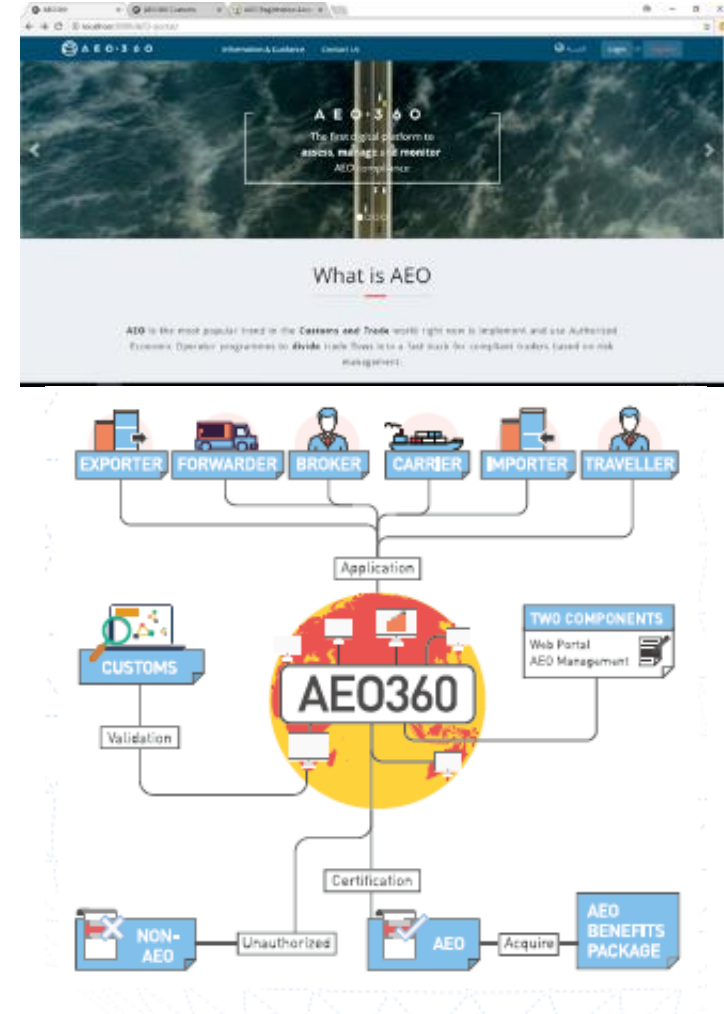 AEO-360
Information & Guidance Contact Us Login
AEO·360
The first digital platform to
assess, manage and monitor
AEO compliance
What is AEO
AEO is the most popular trend in the Customs and Trade world right now is implement and use Authorized
Economic Operator programmes to divide trade flows into a fast track for compliant traders based on risk
management.
EXPORTER FORWARDER BROKER CARRIER IMPORTER TRAVELLER
Application
CUSTOMS
TWO COMPONENTS
Web Portal
AEO Management
AEO360
Validation
Certification
NON-
AEO
Unauthorized
AEO
Acquire
AEO
BENEFITS
PACKAGE